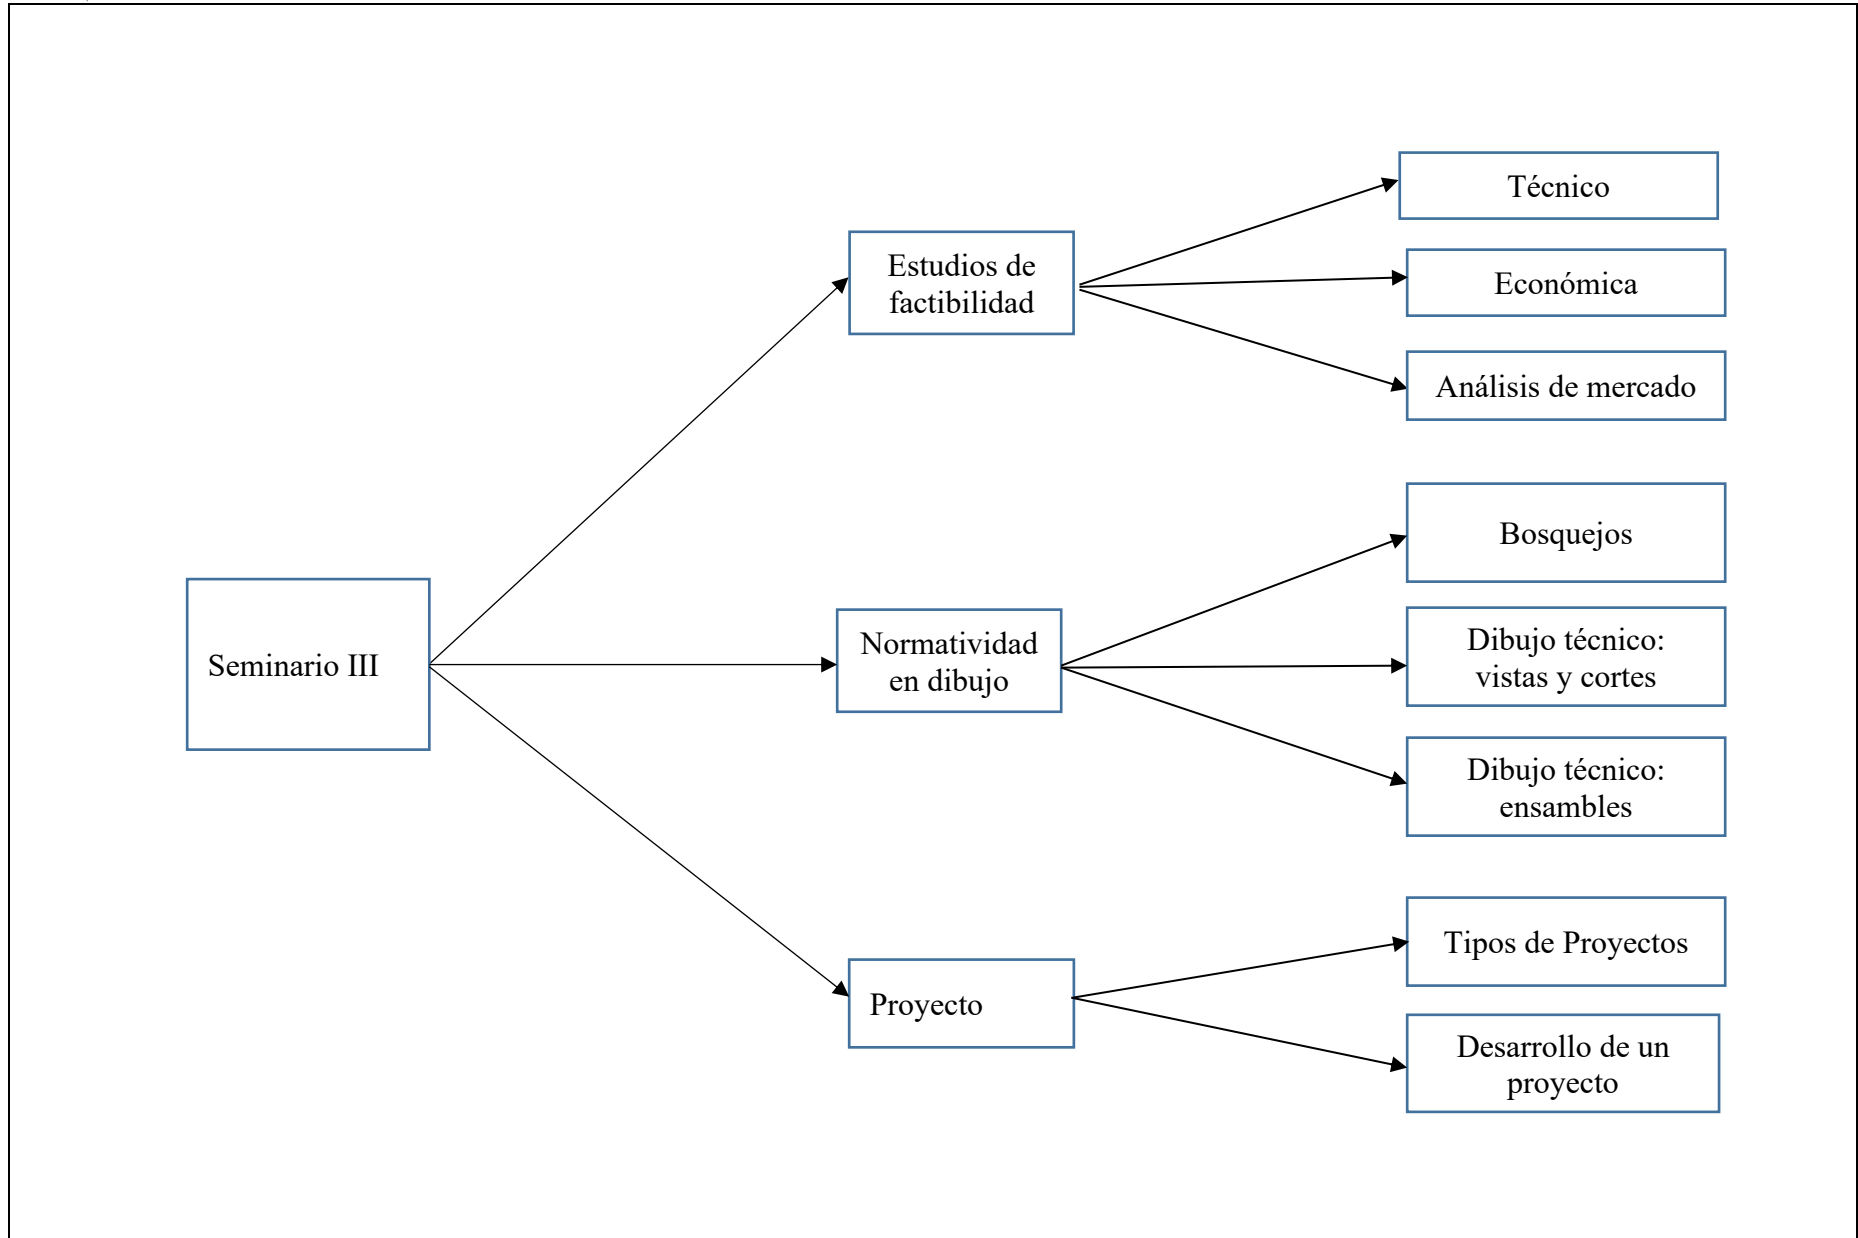 Técnico
Estudios de
factibilidad
Económica
Análisis de mercado
Bosquejos
Seminario III
Normatividad
en dibujo
Dibujo técnico:
vistas y cortes
Dibujo técnico:
ensambles
Tipos de Proyectos
Proyecto
Desarrollo de un
proyecto